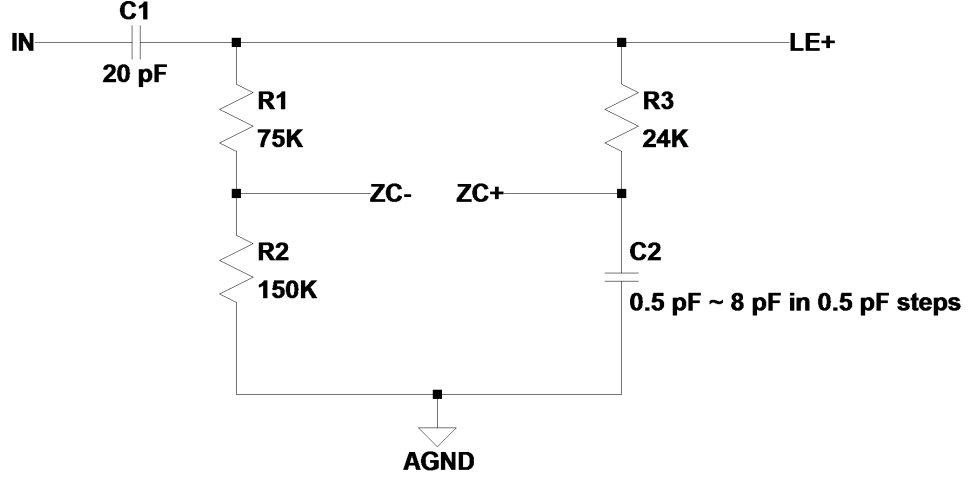 C1
IN
LE+
20 pF
R1
75K
R3
24K
ZC-
ZC+
R2
150K
C2
0.5 pF ~ 8 pF in 0.5 pF steps
AGND